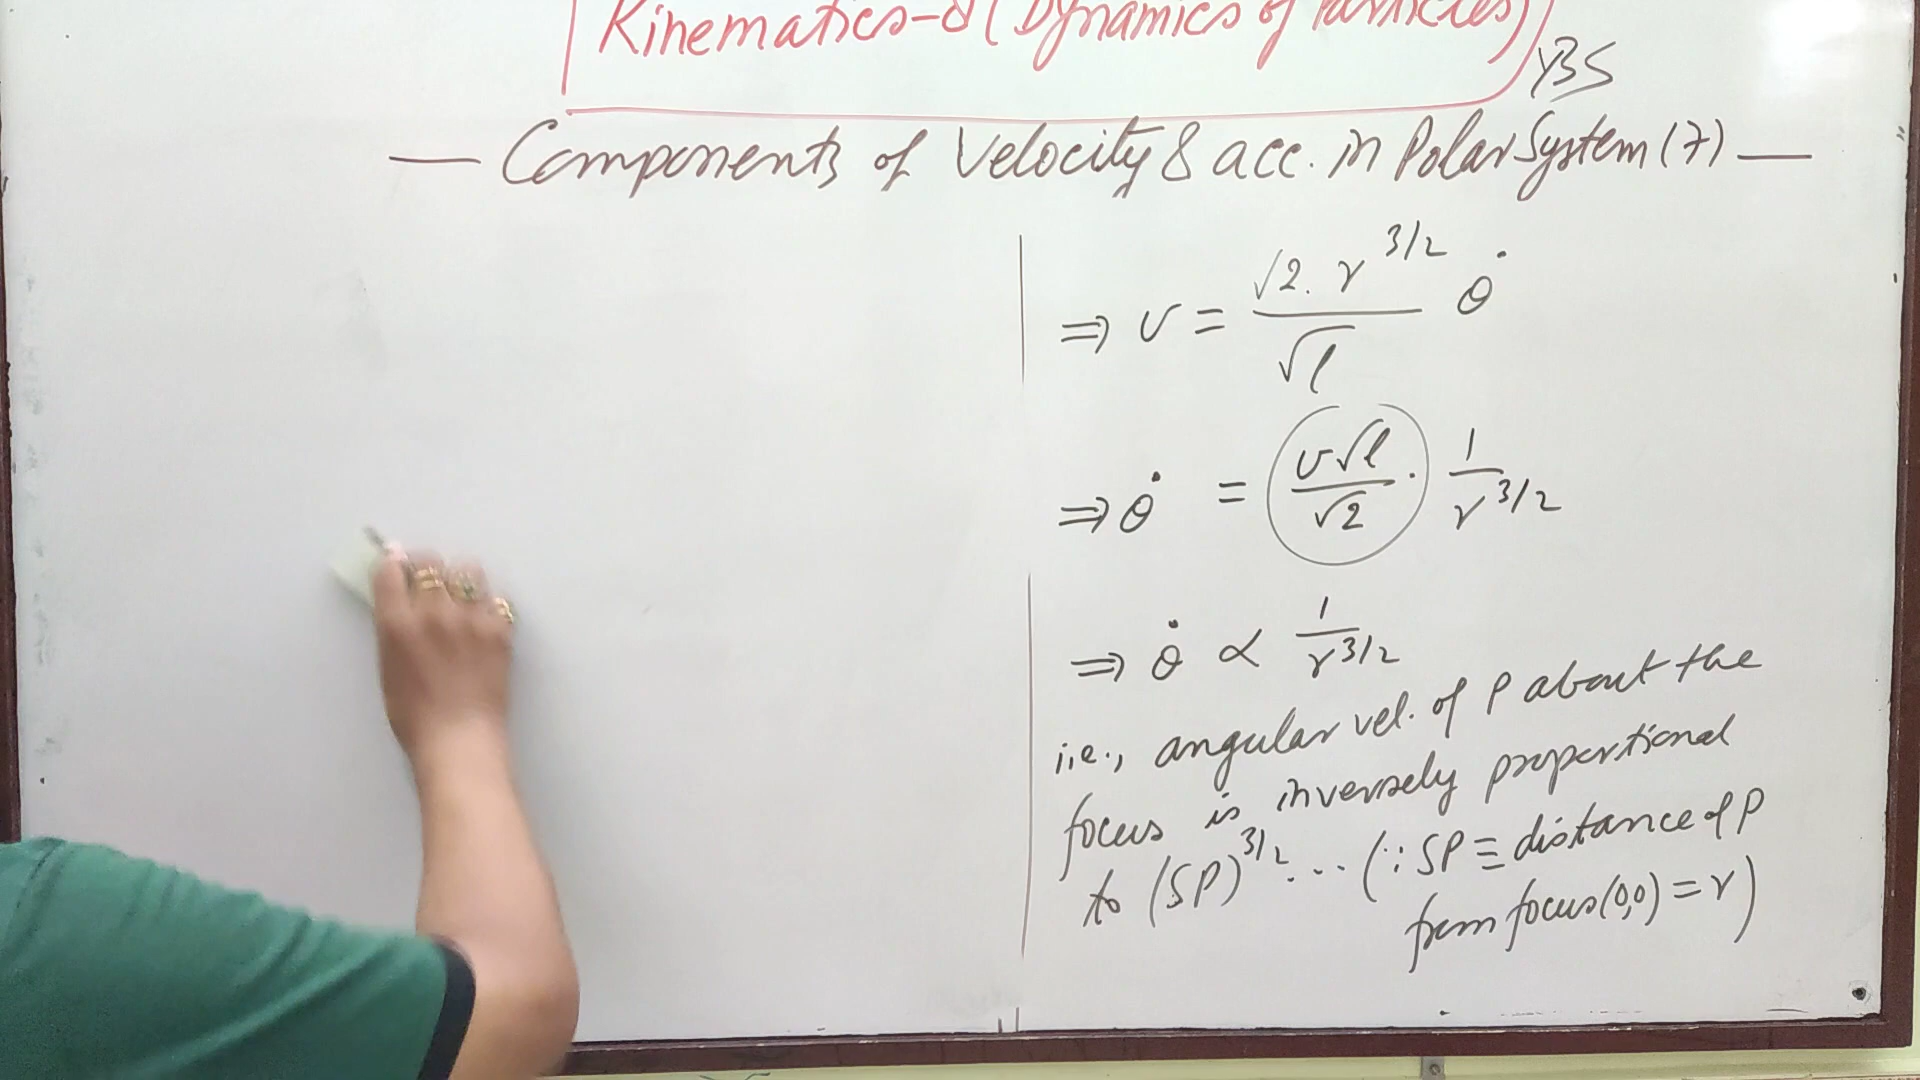 Kinematics-2 (Dynamics of Particles)
YBS
— Components of Velocity & acc. in Polar System (7) —
⇒ v = √2. r^3/2 / √l θ̇
⇒ θ̇ = (v√l / √2) . 1 / r^3/2
⇒ θ̇ ∝ 1 / r^3/2
i.e., angular vel. of P about the
focus is inversely proportional
to (SP)^3/2 ... (∵ SP ≡ distance of P
from focus (0,0) = r)